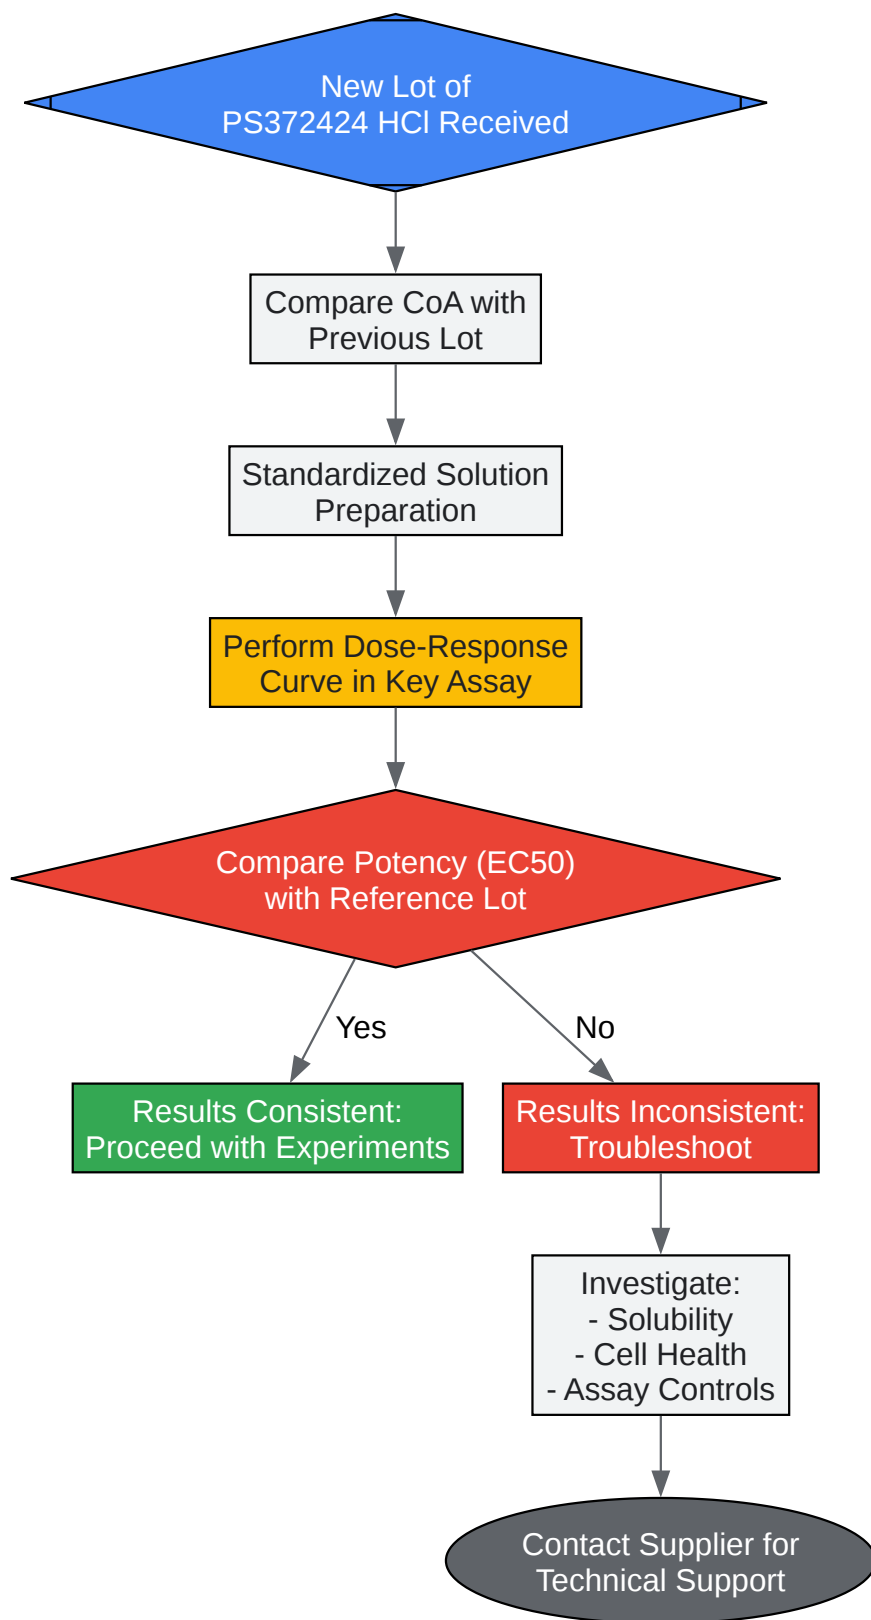 New Lot of
PS372424 HCl Received
Compare CoA with
Previous Lot
Standardized Solution
Preparation
Perform Dose-Response
Curve in Key Assay
Compare Potency (EC50)
with Reference Lot
Yes
No
Results Consistent:
Proceed with Experiments
Results Inconsistent:
Troubleshoot
Investigate:
- Solubility
- Cell Health
- Assay Controls
Contact Supplier for
Technical Support